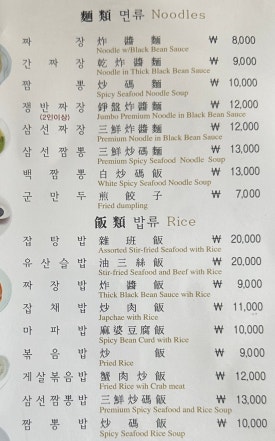 麵類 면류 Noodles
짜 장 炸醬麵 ₩ 8,000
Noodle w/Black Bean Sauce
간 짜 장 乾炸醬麵 ₩ 9,000
Noodle in Thick Black Bean Sauce
짬 뽕 炒碼麵 ₩ 10,000
Spicy Seafood Noodle Soup
쟁반짜장 錚盤炸醬麵 ₩ 12,000
(2인이상) Jumbo Premium Noodle in Black Bean Sauce
삼선짜장 三鮮炸醬麵 ₩ 12,000
Premium Noodle in Black Bean Sauce
삼선짬뽕 三鮮炒碼麵 ₩ 13,000
Premium Spicy Seafood Noodle Soup
백 짬 뽕 白炒碼麵 ₩ 12,000
White Spicy Seafood Noodle Soup
군 만 두 煎餃子 ₩ 7,000
Fried dumpling
飯類 밥류 Rice
잡 탕 밥 雜班飯 ₩ 20,000
Assorted Stir-fried Seafood with Rice
유산슬밥 油三絲飯 ₩ 20,000
Stir-fried Seafood and Beef with Rice
짜 장 밥 炸醬飯 ₩ 9,000
Thick Black Bean Sauce wih Rice
잡 채 밥 炒肉飯 ₩ 11,000
Japchae with Rice
마 파 밥 麻婆豆腐飯 ₩ 10,000
Spicy Bean Curd with Rice
볶 음 밥 炒飯 ₩ 9,000
Fried Rice
게살볶음밥 蟹肉炒飯 ₩ 12,000
Fried Rice wih Crab meat
삼선짬뽕밥 三鮮炒碼飯 ₩ 13,000
Premium Spicy Seafood and Rice Soup
짬 뽕 밥 炒碼飯 ₩ 10,000
Spicy Seafood Rice Soup